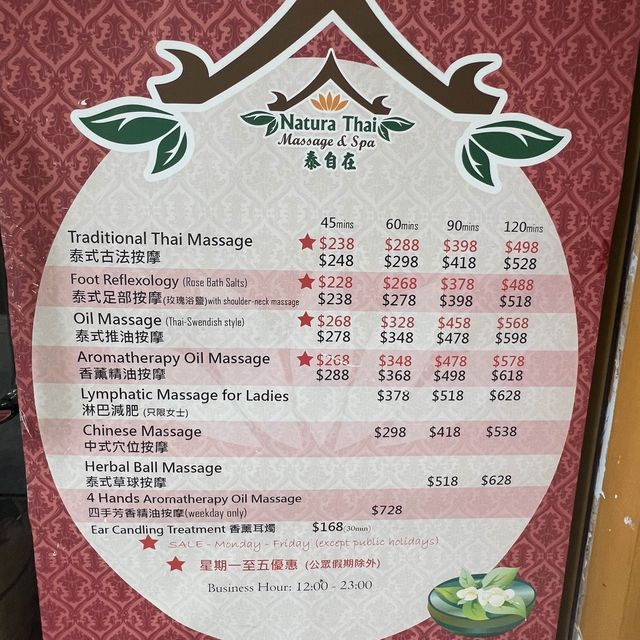 Natura Thai
Massage & Spa
泰自在
45mins 60mins 90mins 120mins
Traditional Thai Massage $238 $288 $398 $498
泰式古法按摩 $248 $298 $418 $528
Foot Reflexology (Rose Bath Salts) $228 $268 $378 $488
泰式足部按摩(玫瑰浴鹽)with shoulder-neck massage $238 $278 $398 $518
Oil Massage (Thai-Swendish style) $268 $328 $458 $568
泰式推油按摩 $278 $348 $478 $598
Aromatherapy Oil Massage $268 $348 $478 $578
香薰精油按摩 $288 $368 $498 $618
Lymphatic Massage for Ladies $378 $518 $628
淋巴減肥 (只限女士)
Chinese Massage $298 $418 $538
中式穴位按摩
Herbal Ball Massage
泰式草球按摩 $518 $628
4 Hands Aromatherapy Oil Massage
四手芳香精油按摩(weekday only) $728
Ear Candling Treatment 香薰耳燭 $168(30min)
SALE - Monday - Friday (except public holidays)
星期一至五優惠 (公眾假期除外)
Business Hour: 12:00 - 23:00